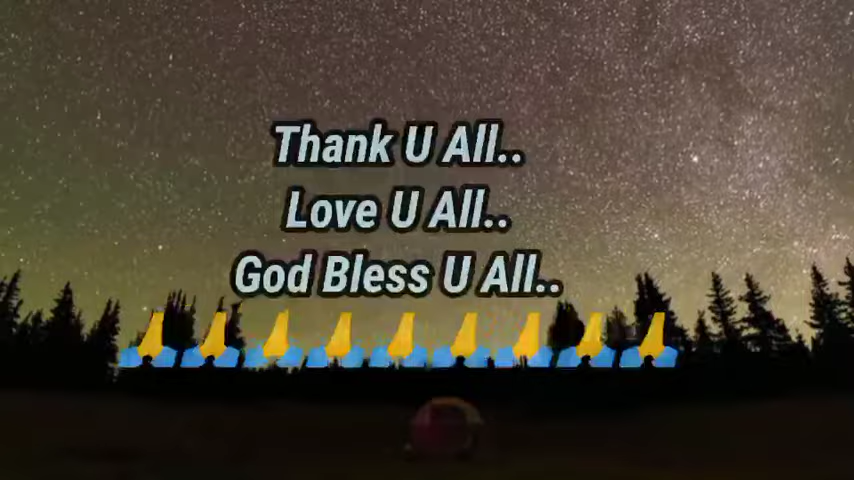 Thank U All..
Love U All..
God Bless U All..
🙏🙏🙏🙏🙏🙏🙏🙏🙏